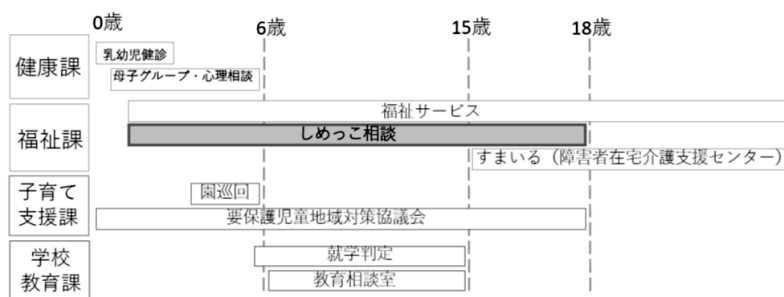 0歳
6歳
15歳
18歳
健康課
乳幼児健診
母子グループ・心理相談
福祉課
福祉サービス
しめっこ相談
すまいる（障害者在宅介護支援センター）
子育て
支援課
園巡回
要保護児童地域対策協議会
学校
教育課
就学判定
教育相談室